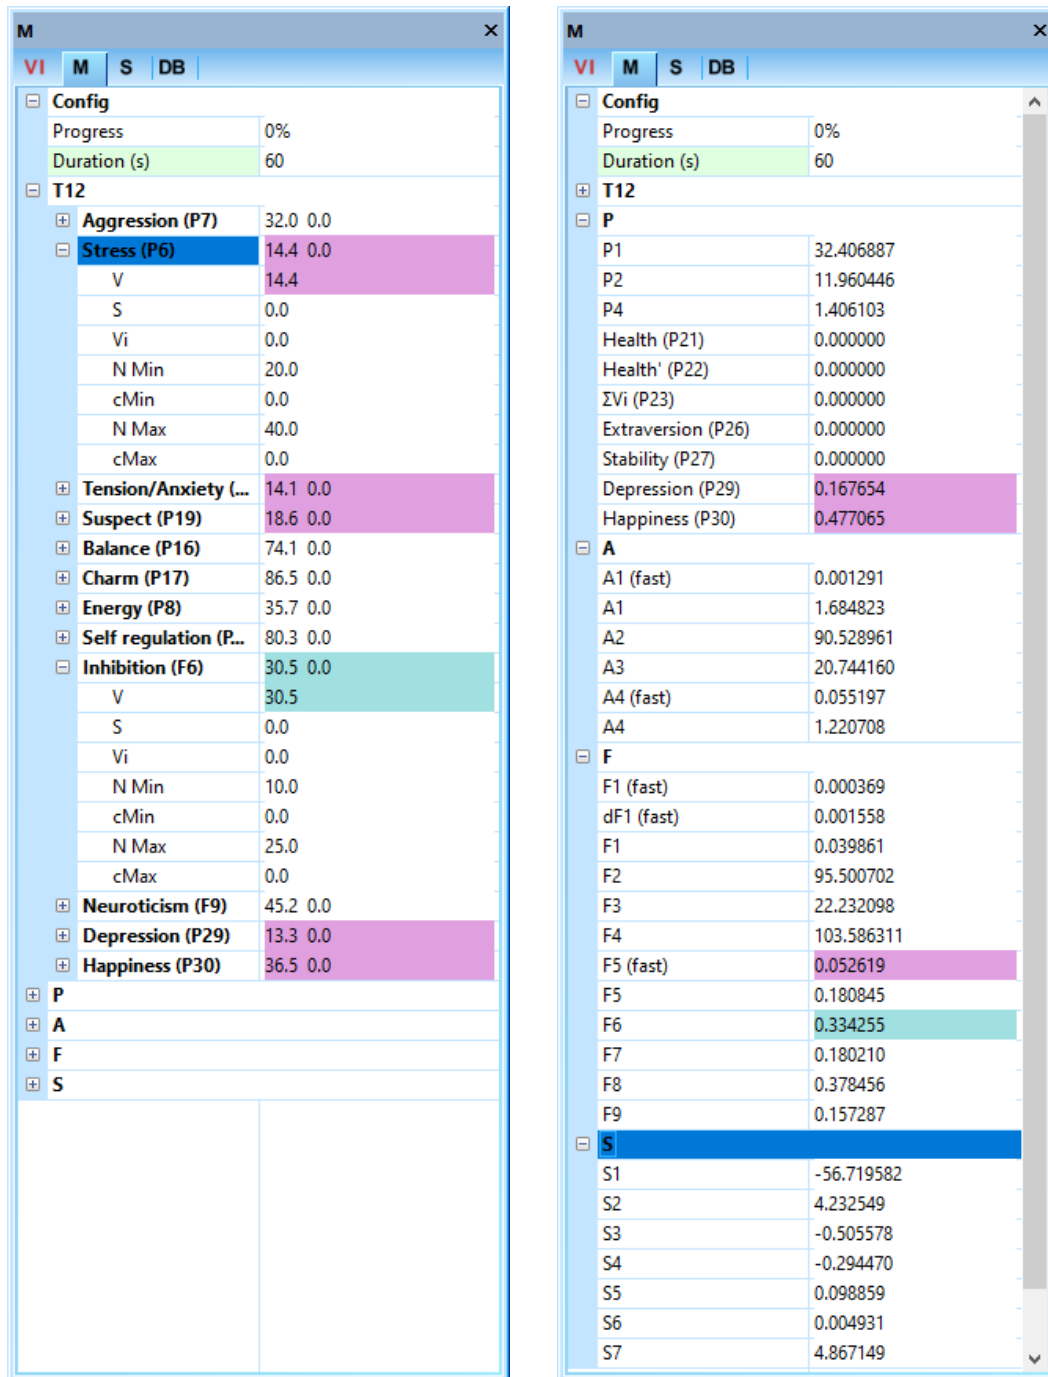 M ×
VI M S DB
Config
Progress 0%
Duration (s) 60
T12
Aggression (P7) 32.0 0.0
Stress (P6) 14.4 0.0
V 14.4
S 0.0
Vi 0.0
N Min 20.0
cMin 0.0
N Max 40.0
cMax 0.0
Tension/Anxiety (... 14.1 0.0
Suspect (P19) 18.6 0.0
Balance (P16) 74.1 0.0
Charm (P17) 86.5 0.0
Energy (P8) 35.7 0.0
Self regulation (P... 80.3 0.0
Inhibition (F6) 30.5 0.0
V 30.5
S 0.0
Vi 0.0
N Min 10.0
cMin 0.0
N Max 25.0
cMax 0.0
Neuroticism (F9) 45.2 0.0
Depression (P29) 13.3 0.0
Happiness (P30) 36.5 0.0
P
A
F
S
M ×
VI M S DB
Config
Progress 0%
Duration (s) 60
T12
P
P1 32.406887
P2 11.960446
P4 1.406103
Health (P21) 0.000000
Health' (P22) 0.000000
ΣVi (P23) 0.000000
Extraversion (P26) 0.000000
Stability (P27) 0.000000
Depression (P29) 0.167654
Happiness (P30) 0.477065
A
A1 (fast) 0.001291
A1 1.684823
A2 90.528961
A3 20.744160
A4 (fast) 0.055197
A4 1.220708
F
F1 (fast) 0.000369
dF1 (fast) 0.001558
F1 0.039861
F2 95.500702
F3 22.232098
F4 103.586311
F5 (fast) 0.052619
F5 0.180845
F6 0.334255
F7 0.180210
F8 0.378456
F9 0.157287
S
S1 -56.719582
S2 4.232549
S3 -0.505578
S4 -0.294470
S5 0.098859
S6 0.004931
S7 4.867149